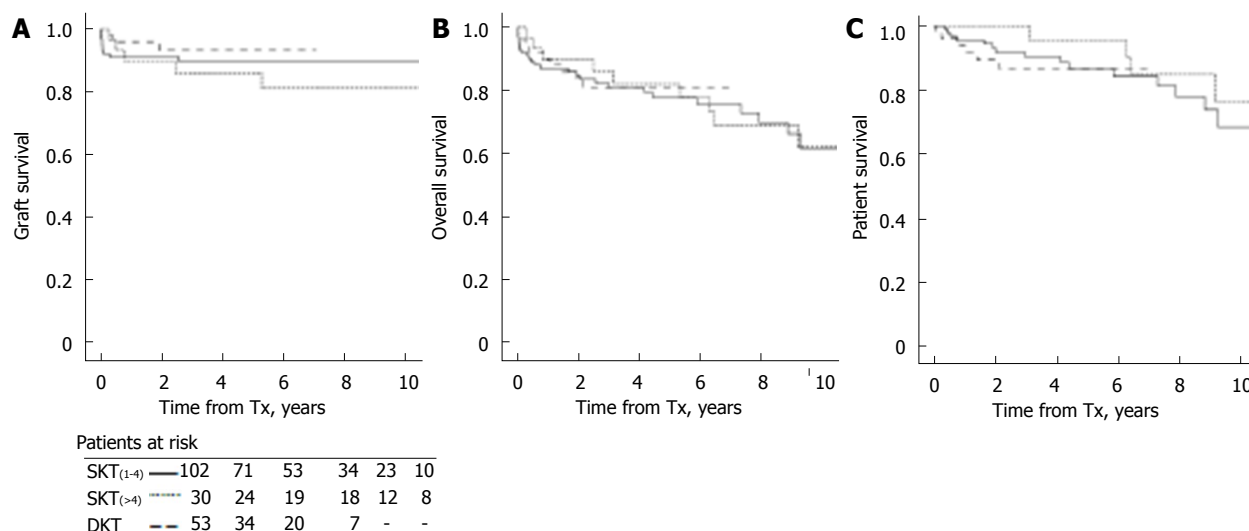 A
Graft survival
1.0
0.8
0.6
0.4
0.2
0
0 2 4 6 8 10
Time from Tx, years
B
Overall survival
1.0
0.8
0.6
0.4
0.2
0
0 2 4 6 8 10
Time from Tx, years
C
Patient survival
1.0
0.8
0.6
0.4
0.2
0
0 2 4 6 8 10
Time from Tx, years
Patients at risk
SKT(1-4) 102 71 53 34 23 10
SKT(>4) 30 24 19 18 12 8
DKT 53 34 20 7 - -